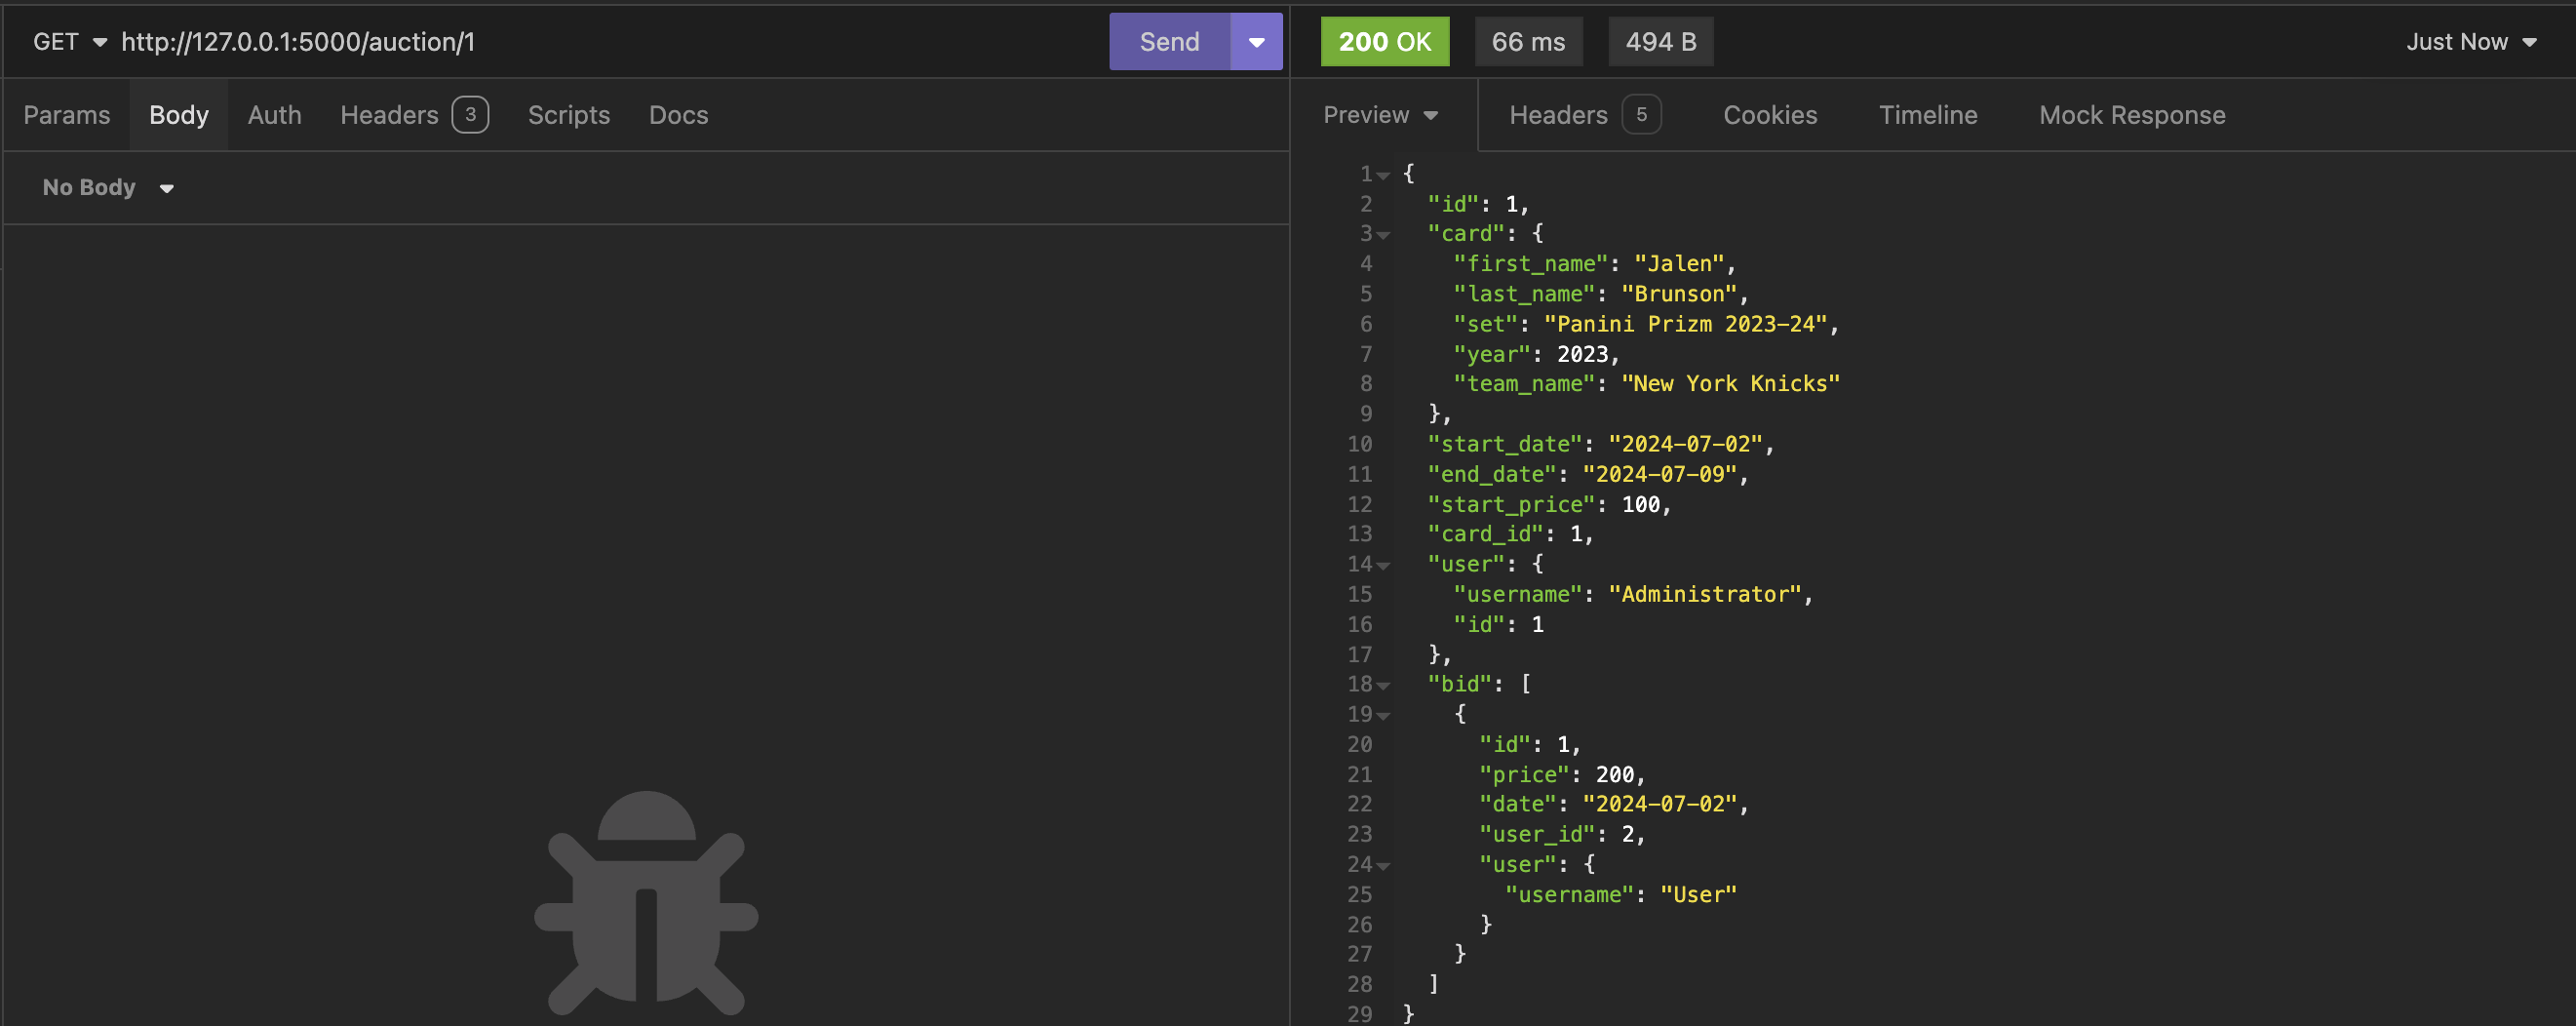 GET http://127.0.0.1:5000/auction/1 Send 200 OK 66 ms 494 B Just Now
Params Body Auth Headers 3 Scripts Docs Preview Headers 5 Cookies Timeline Mock Response
No Body
1 {
2 "id": 1,
3 "card": {
4 "first_name": "Jalen",
5 "last_name": "Brunson",
6 "set": "Panini Prizm 2023-24",
7 "year": 2023,
8 "team_name": "New York Knicks"
9 },
10 "start_date": "2024-07-02",
11 "end_date": "2024-07-09",
12 "start_price": 100,
13 "card_id": 1,
14 "user": {
15 "username": "Administrator",
16 "id": 1
17 },
18 "bid": [
19 {
20 "id": 1,
21 "price": 200,
22 "date": "2024-07-02",
23 "user_id": 2,
24 "user": {
25 "username": "User"
26 }
27 }
28 ]
29 }